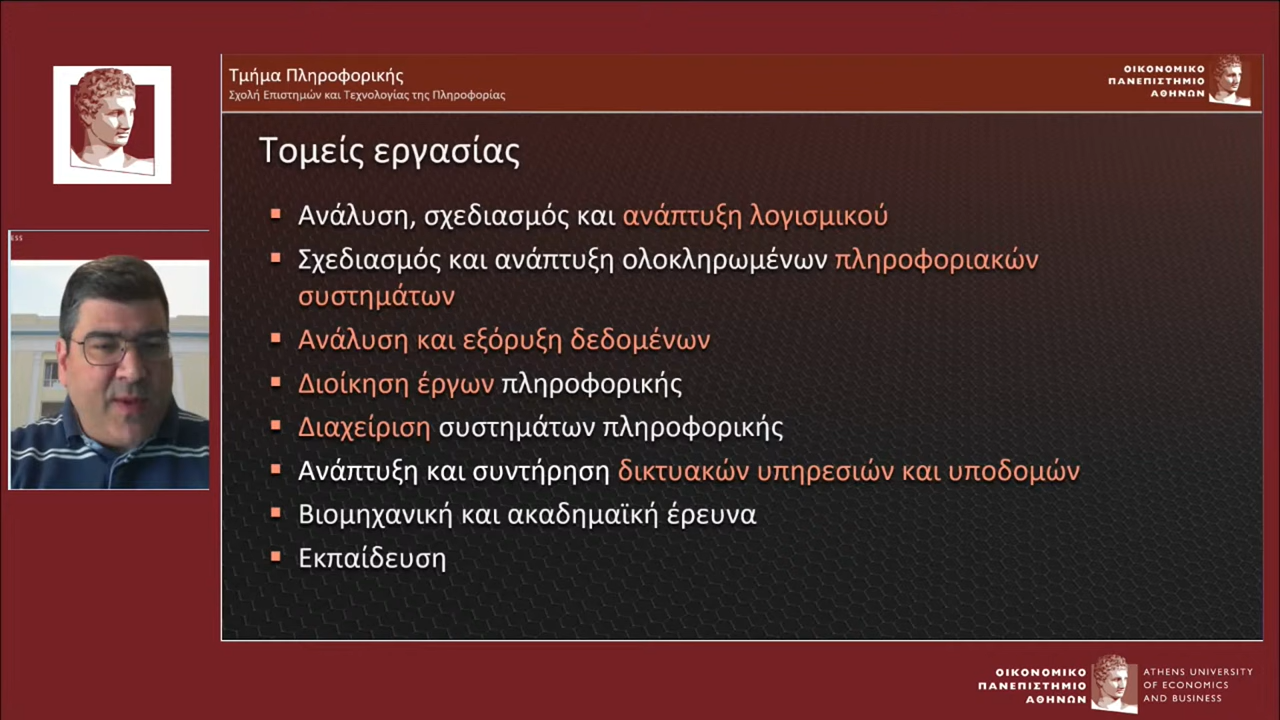 Τμήμα Πληροφορικής
Σχολή Επιστημών και Τεχνολογίας της Πληροφορίας
ΟΙΚΟΝΟΜΙΚΟ
ΠΑΝΕΠΙΣΤΗΜΙΟ
ΑΘΗΝΩΝ
ESS
Τομείς εργασίας
Ανάλυση, σχεδιασμός και ανάπτυξη λογισμικού
Σχεδιασμός και ανάπτυξη ολοκληρωμένων πληροφοριακών
συστημάτων
Ανάλυση και εξόρυξη δεδομένων
Διοίκηση έργων πληροφορικής
Διαχείριση συστημάτων πληροφορικής
Ανάπτυξη και συντήρηση δικτυακών υπηρεσιών και υποδομών
Βιομηχανική και ακαδημαϊκή έρευνα
Εκπαίδευση
ΟΙΚΟΝΟΜΙΚΟ
ΠΑΝΕΠΙΣΤΗΜΙΟ
ΑΘΗΝΩΝ
ATHENS UNIVERSITY
OF ECONOMICS
AND BUSINESS